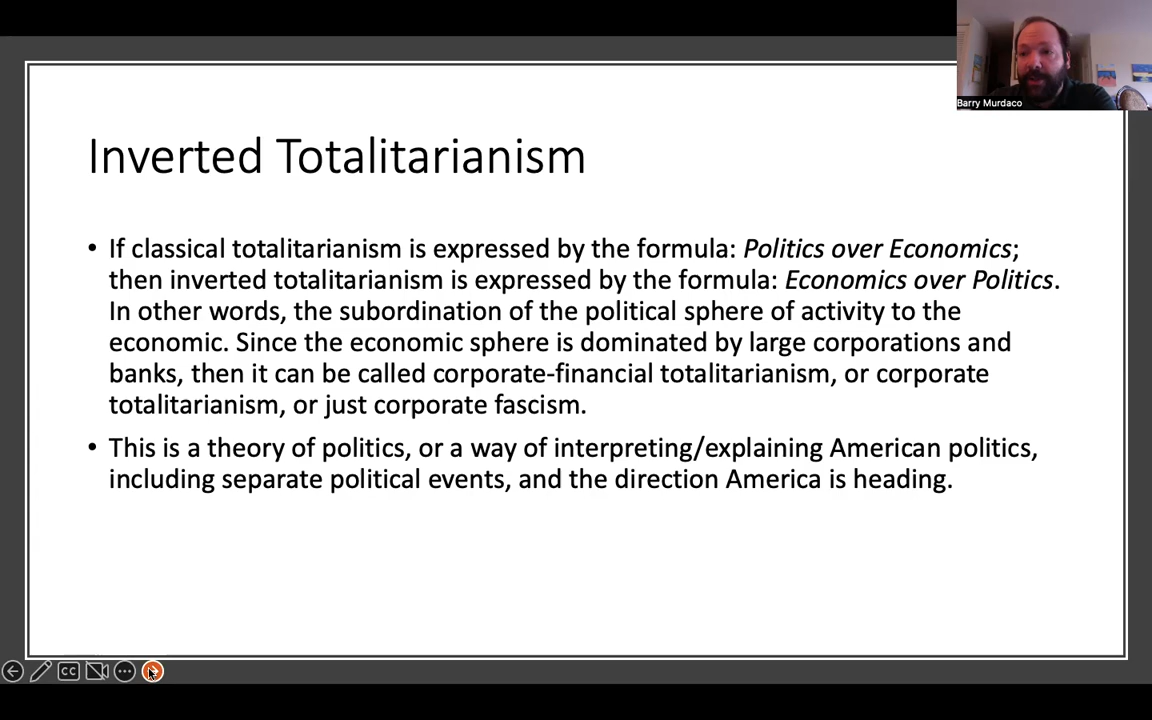 Barry Murdaco
Inverted Totalitarianism
• If classical totalitarianism is expressed by the formula: Politics over Economics;
then inverted totalitarianism is expressed by the formula: Economics over Politics.
In other words, the subordination of the political sphere of activity to the
economic. Since the economic sphere is dominated by large corporations and
banks, then it can be called corporate-financial totalitarianism, or corporate
totalitarianism, or just corporate fascism.
• This is a theory of politics, or a way of interpreting/explaining American politics,
including separate political events, and the direction America is heading.
CC